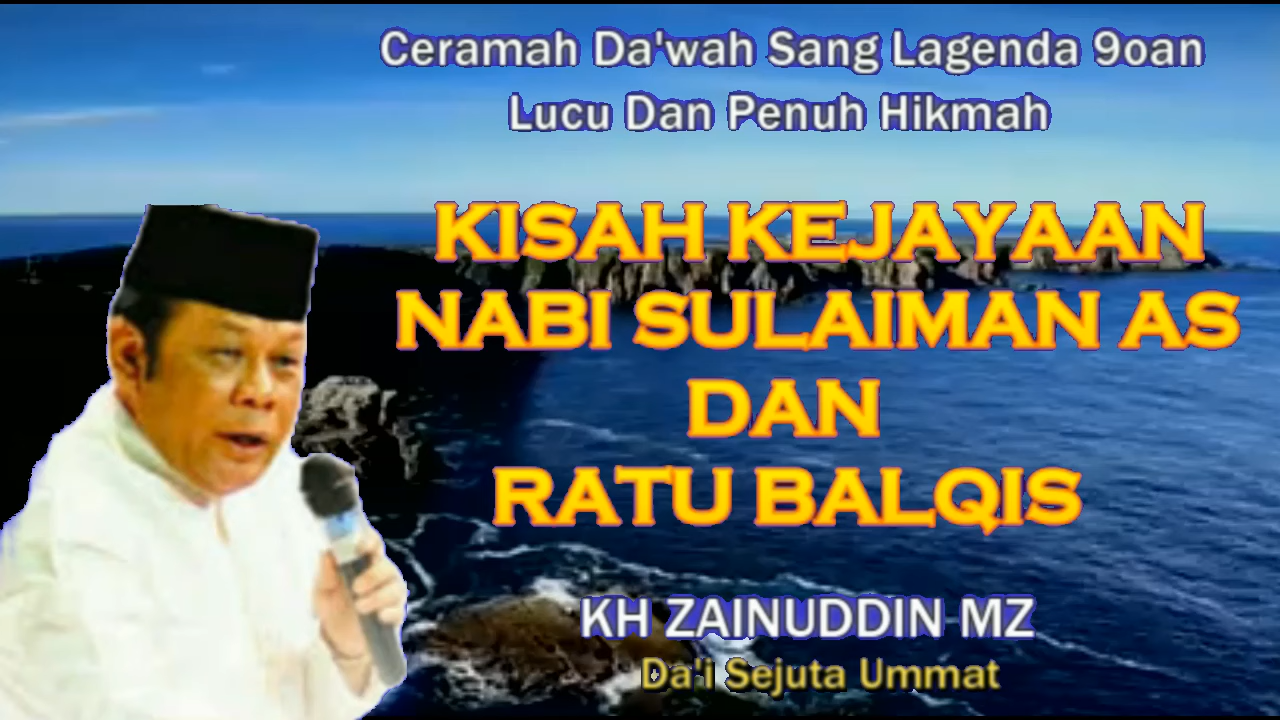 Ceramah Da'wah Sang Lagenda 9oan
Lucu Dan Penuh Hikmah
KISAH KEJAYAAN
NABI SULAIMAN AS
DAN
RATU BALQIS
KH ZAINUDDIN MZ
Da'i Sejuta Ummat